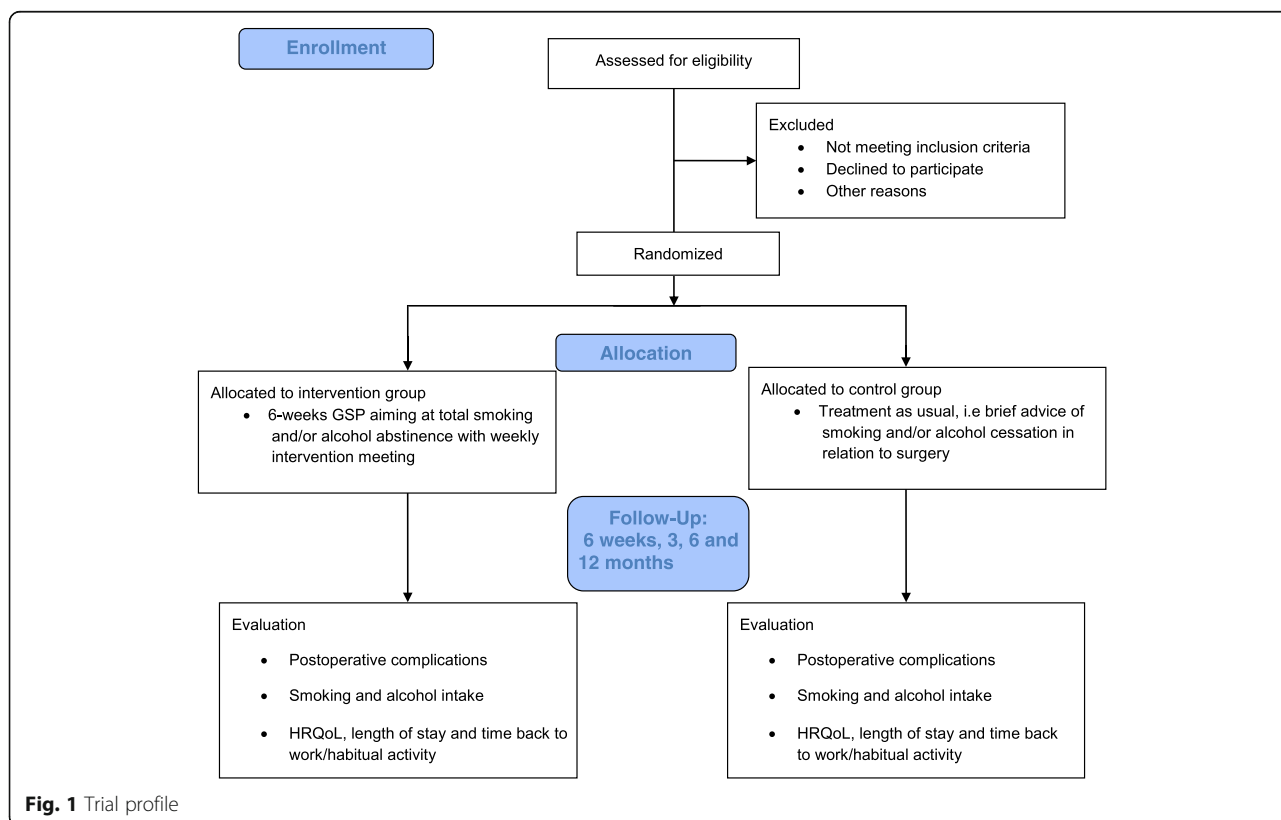 Enrollment
Assessed for eligibility
Excluded
• Not meeting inclusion criteria
• Declined to participate
• Other reasons
Randomized
Allocation
Allocated to intervention group
• 6-weeks GSP aiming at total smoking
and/or alcohol abstinence with weekly
intervention meeting
Allocated to control group
• Treatment as usual, i.e brief advice of
smoking and/or alcohol cessation in
relation to surgery
Follow-Up:
6 weeks, 3, 6 and
12 months
Evaluation
• Postoperative complications
• Smoking and alcohol intake
• HRQoL, length of stay and time back to
work/habitual activity
Evaluation
• Postoperative complications
• Smoking and alcohol intake
• HRQoL, length of stay and time back
to work/habitual activity
Fig. 1 Trial profile